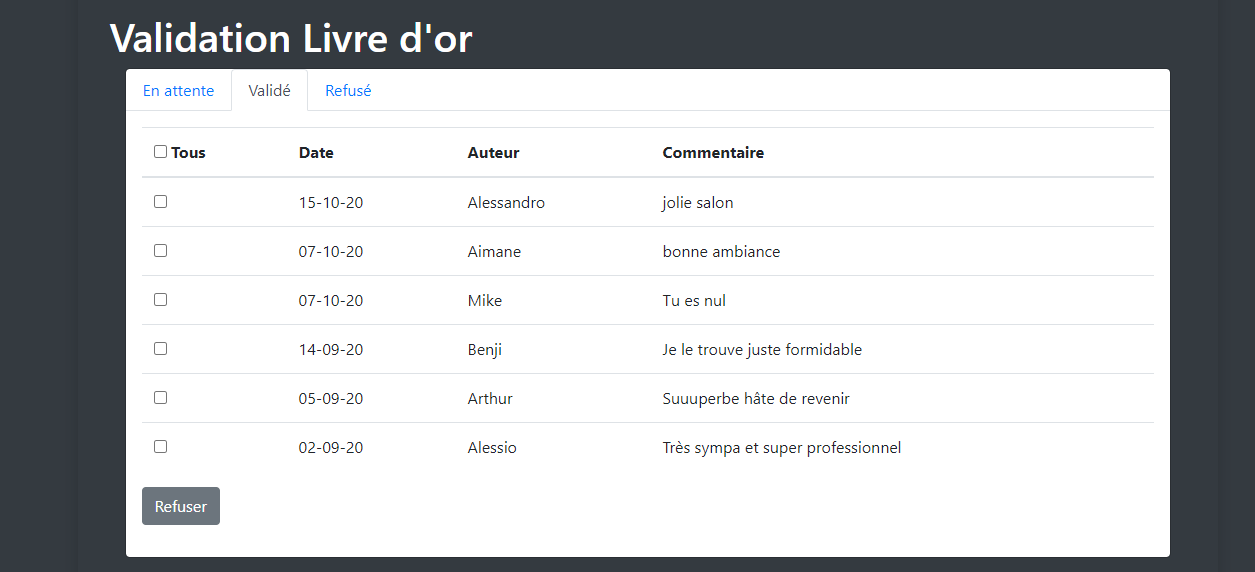 Validation Livre d'or
En attente Validé Refusé
Tous Date Auteur Commentaire
15-10-20 Alessandro jolie salon
07-10-20 Aimane bonne ambiance
07-10-20 Mike Tu es nul
14-09-20 Benji Je le trouve juste formidable
05-09-20 Arthur Suuuperbe hâte de revenir
02-09-20 Alessio Très sympa et super professionnel
Refuser